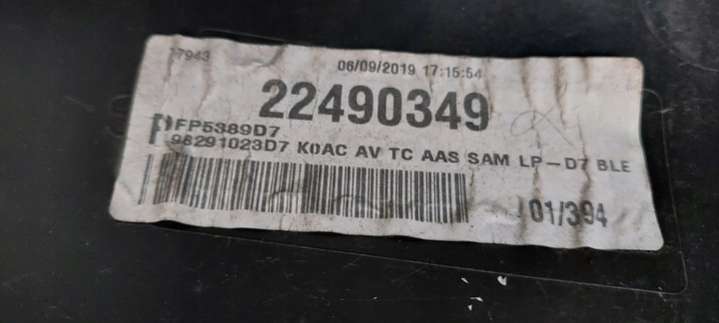 17943
06/09/2019 17:15:54
22490349
FP5389D7
98291023D7 K0AC AV TC AAS SAM LP-D7 BLE
01/394